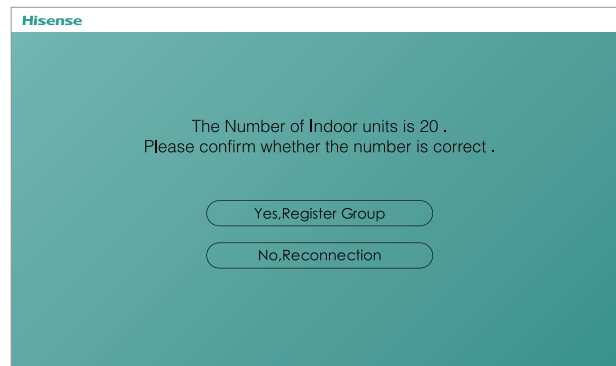 Hisense
The Number of Indoor units is 20 .
Please confirm whether the number is correct .
Yes,Register Group
No,Reconnection